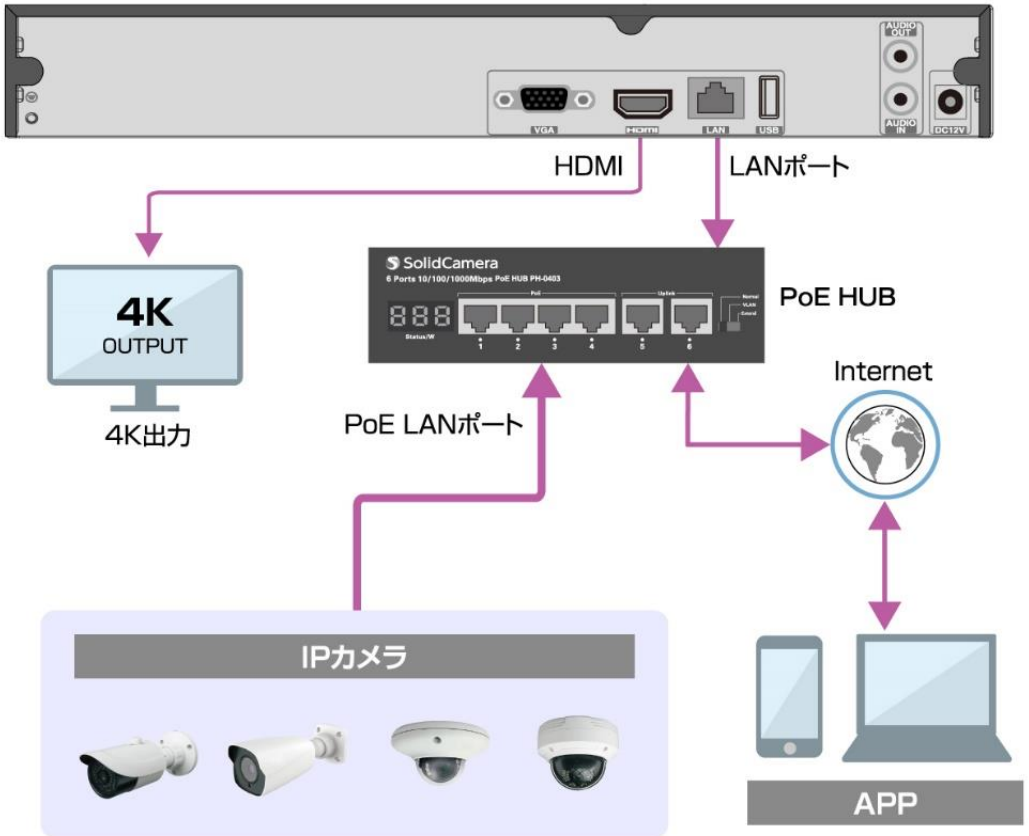 AUDIO
OUT
VGA
HDMI
LAN
USB
AUDIO
IN
DC12V
HDMI
LANポート
SolidCamera
6 Ports 10/100/1000Mbps PoE HUB PH-0403
PoE
Uplink
Normal
VLAN
Extend
888
Status/W
1
2
3
4
5
6
PoE HUB
4K
OUTPUT
4K出力
PoE LANポート
Internet
IPカメラ
APP